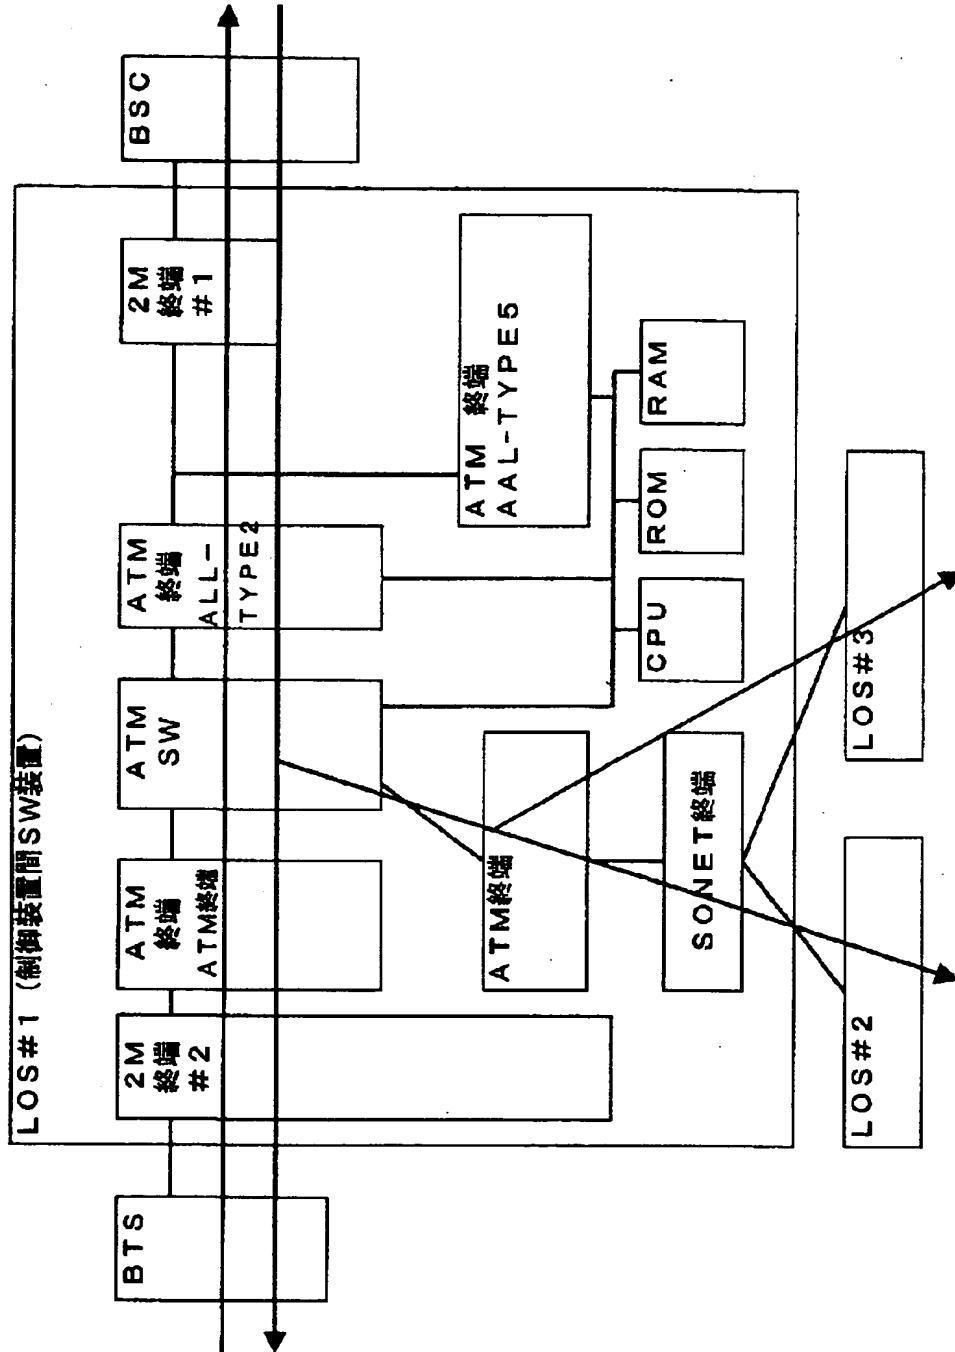 LOS#1 (制御装置間SW装置)
BTS
2M
終端
#2
ATM
終端
ATM終端
ATM
SW
ATM
終端
ALL-
TYPE2
2M
終端
#1
BSC
ATM終端
ATM 終端
AAL-TYPE5
SONET終端
CPU
ROM
RAM
LOS#2
LOS#3